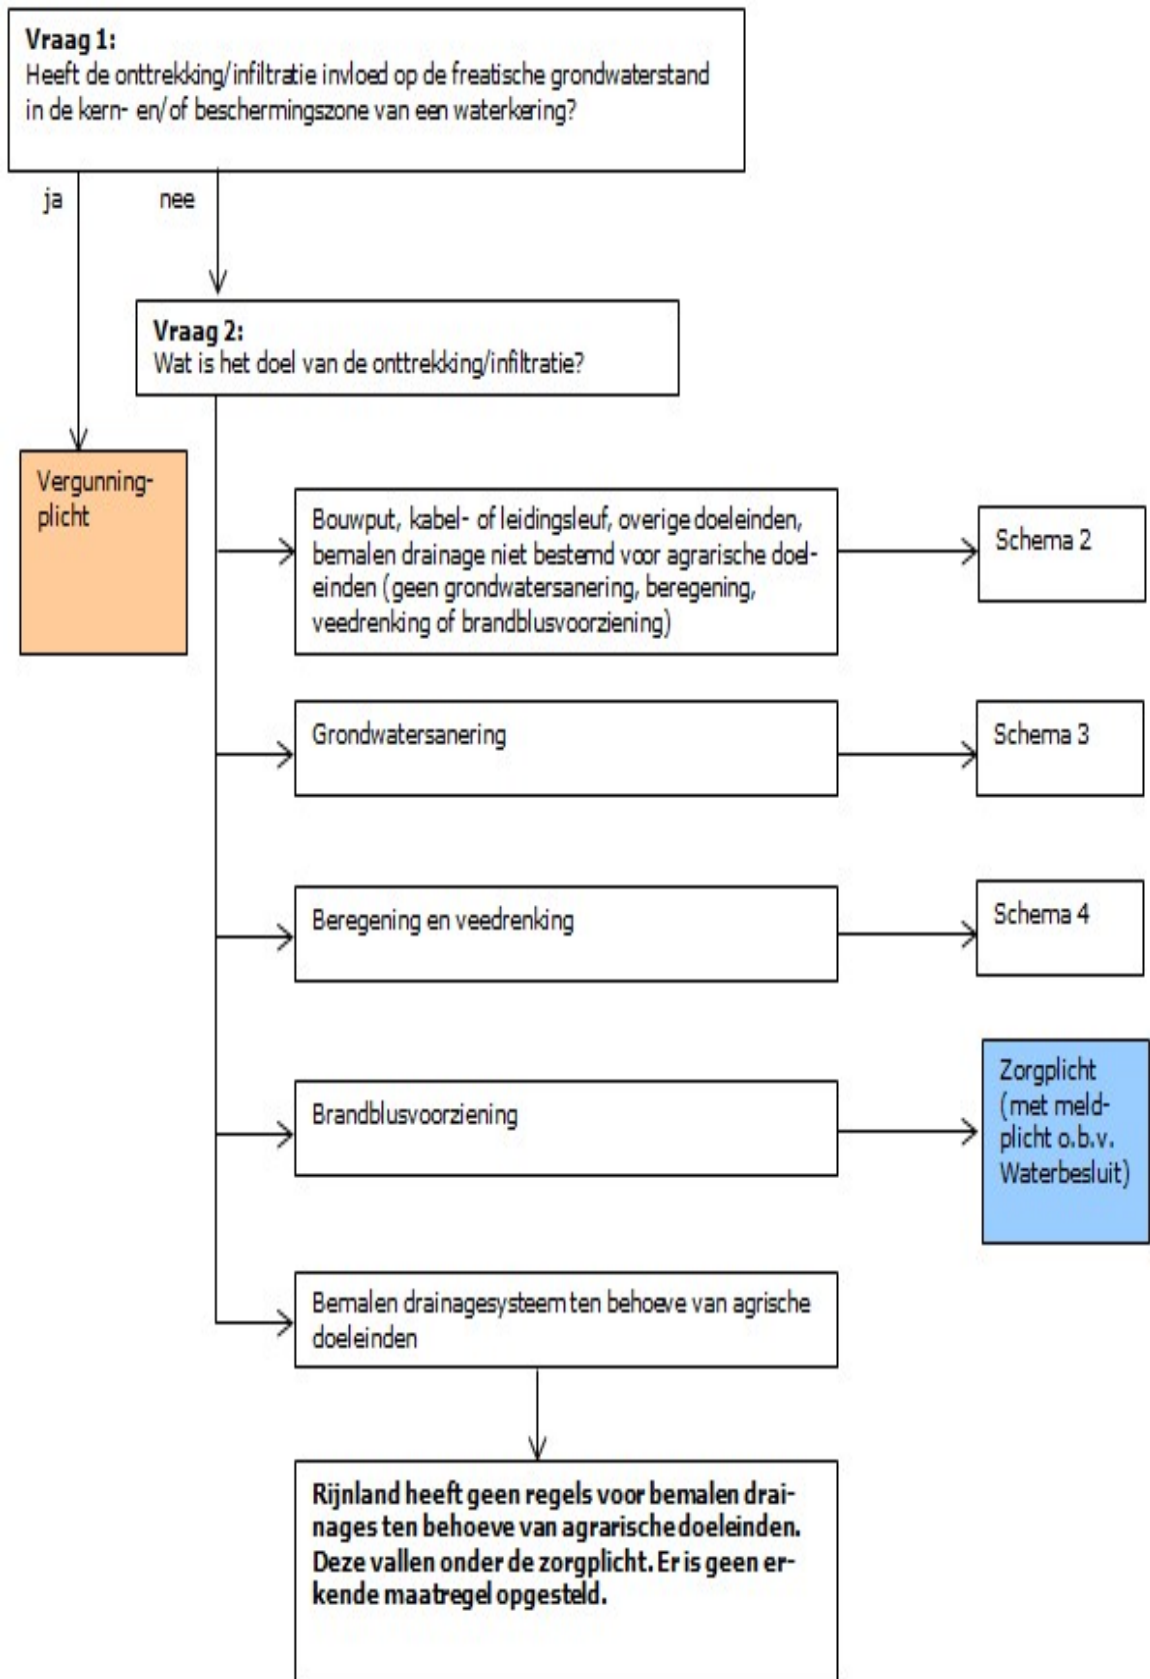 Vraag 1:
Heeft de onttrekking/infiltratie invloed op de freatische grondwaterstand
in de kern- en/of beschermingszone van een waterkering?
ja
nee
Vraag 2:
Wat is het doel van de onttrekking/infiltratie?
Vergunning-
plicht
Bouwput, kabel- of leidingsleuf, overige doeleinden,
bemalen drainage niet bestemd voor agrarische doel-
einden (geen grondwatersanering, beregening,
veedrenking of brandblusvoorziening)
Schema 2
Grondwatersanering
Schema 3
Beregening en veedrenking
Schema 4
Brandblusvoorziening
Zorgplicht
(met meld-
plicht o.b.v.
Waterbesluit)
Bemalen drainagesysteem ten behoeve van agrische
doeleinden
Rijnland heeft geen regels voor bemalen drai-
nages ten behoeve van agrarische doeleinden.
Deze vallen onder de zorgplicht. Er is geen er-
kende maatregel opgesteld.